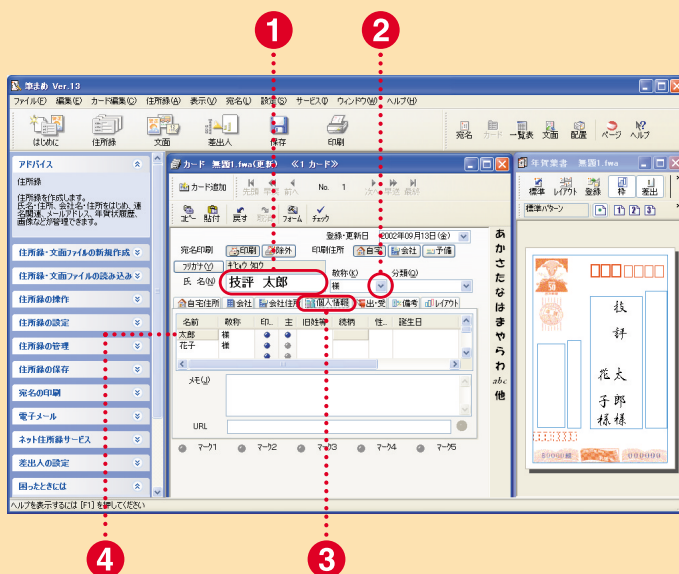 1 2
筆まめ Ver.13
ファイル(F) 編集(E) カード編集(C) 住所録(A) 表示(V) 宛名(L) 設定(S) サービス(I) ウィンドウ(W) ヘルプ(H)
はじめに 住所録 文面 差出人 保存 印刷 宛名 カード 一覧表 文面 配置 ページ ヘルプ
アドバイス
住所録
住所録を作成します。
氏名・住所、会社名・住所をはじめ、連
名関連、メールアドレス、年賀状履歴、
画像などが管理できます。
住所録・文面ファイルの新規作成
住所録・文面ファイルの読み込み
住所録の操作
住所録の設定
住所録の管理
住所録の保存
宛名の印刷
電子メール
ネット住所録サービス
差出人の設定
困ったときには
カード 無題1.fwa(更新) ≪1 カード≫
カード追加 先頭 早戻 前へ No. 1 次へ 早送 最終
コピー 貼付 戻す 取消 フォーム チェック
登録・更新日 2002年09月13日(金)
宛名印刷 印刷 除外 印刷住所 自宅 会社 予備
フリガナ(Y) ギヒョウ タロウ
敬称(K) 分類(Q)
氏 名(N) 技評 太郎 様
自宅住所 会社 会社住所 個人情報 出・受 備考 レイアウト
名前 敬称 印... 主 旧姓等 続柄 性... 誕生日
太郎 様
花子 様
メモ(J)
URL
マーク1 マーク2 マーク3 マーク4 マーク5
あ
か
さ
た
な
は
ま
や
ら
わ
abc
他
年賀葉書 無題1.fwa
標準 レイアウト 登録 枠 差出
標準パターン 1 2 3
50
技評
太郎様
花子様
000000
ヘルプを表示するには [F1] を押してください
4 3